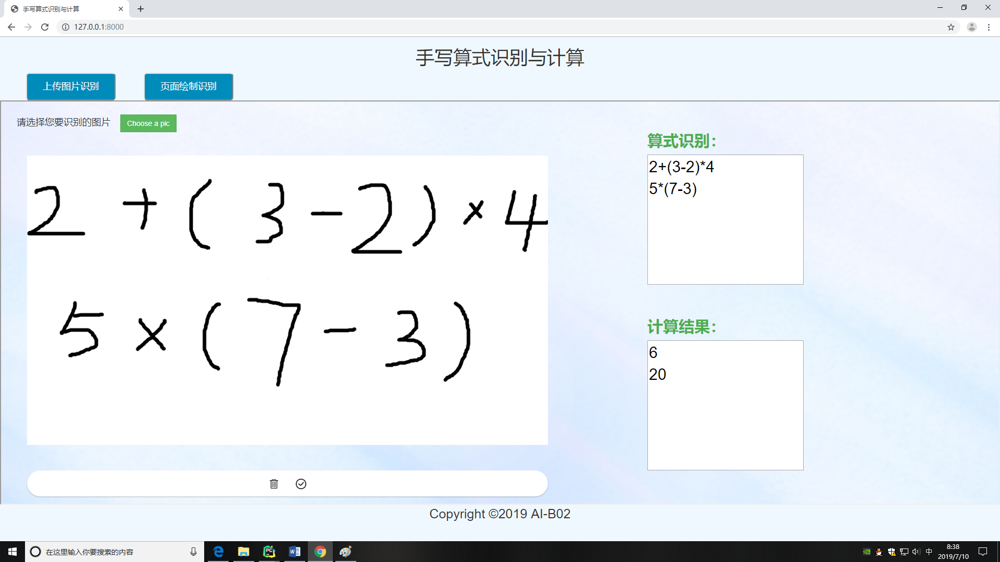 手写算式识别与计算
127.0.0.1:8000
手写算式识别与计算
上传图片识别 页面绘制识别
请选择您要识别的图片 Choose a pic
2 + ( 3 - 2 ) × 4
5 × ( 7 - 3 )
算式识别：
2+(3-2)*4
5*(7-3)
计算结果：
6
20
Copyright ©2019 AI-B02
在这里输入你要搜索的内容
PC
W
中
8:38
2019/7/10